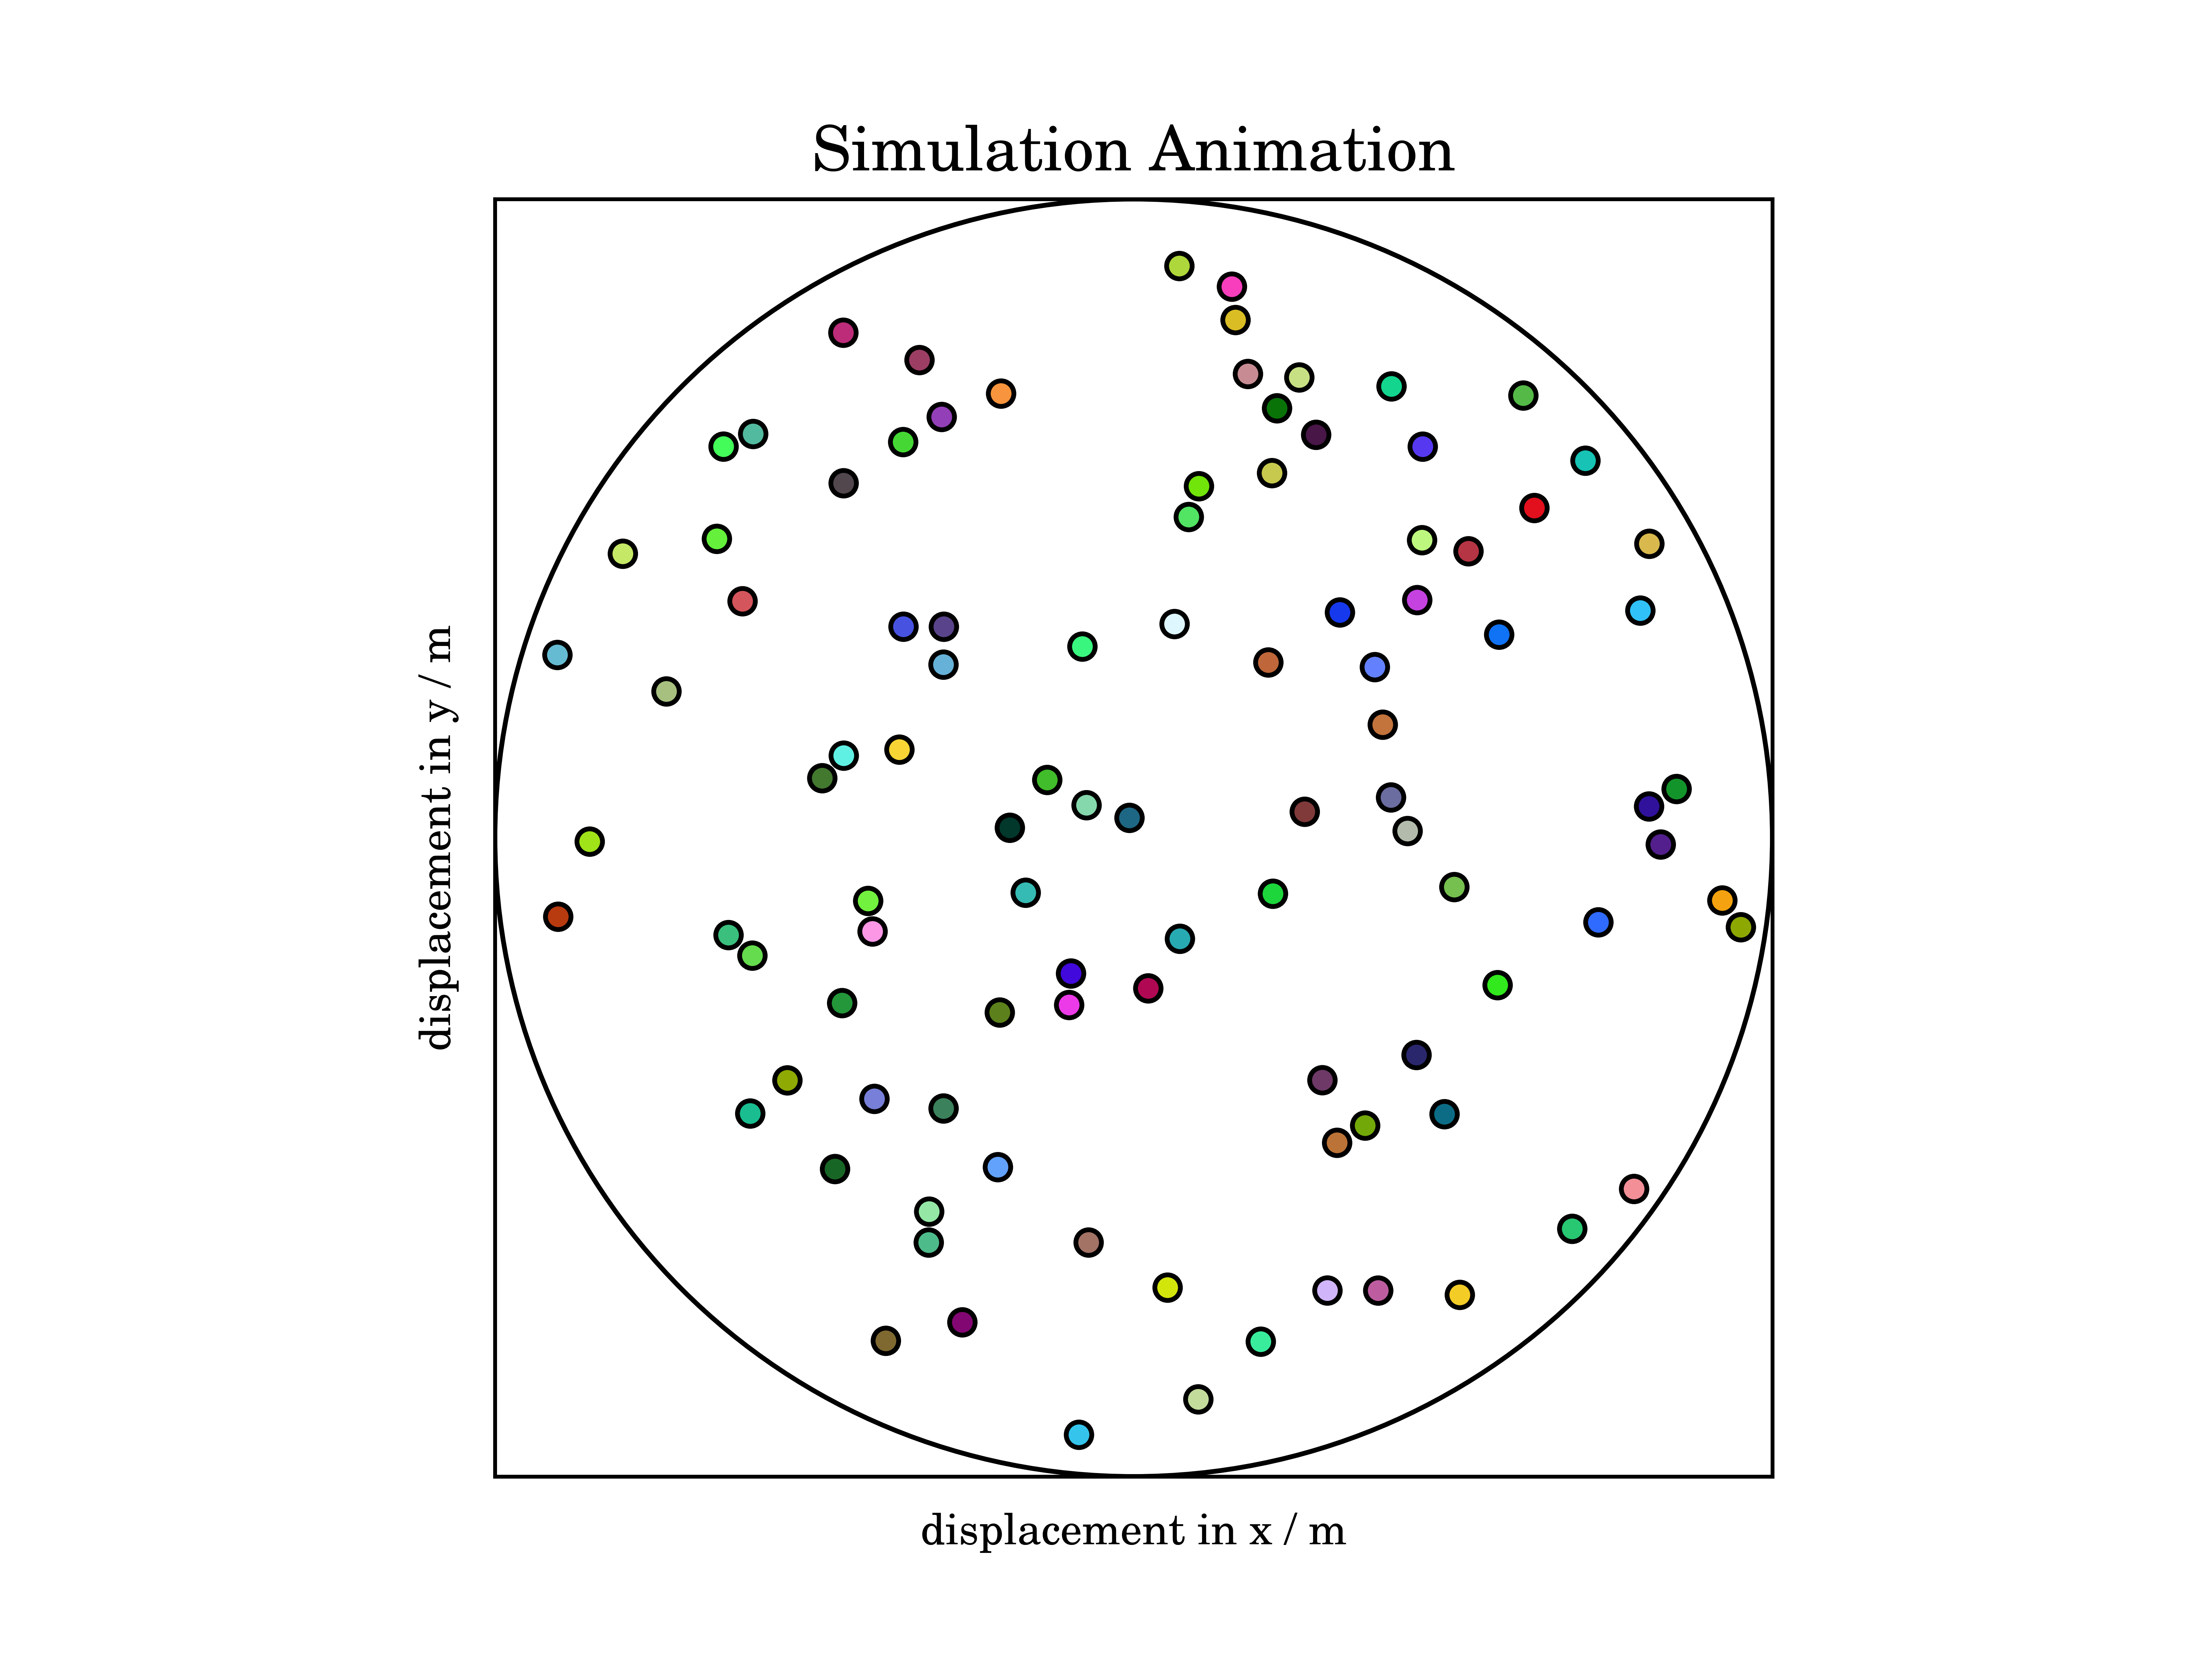 Simulation Animation
displacement in y / m
displacement in x / m